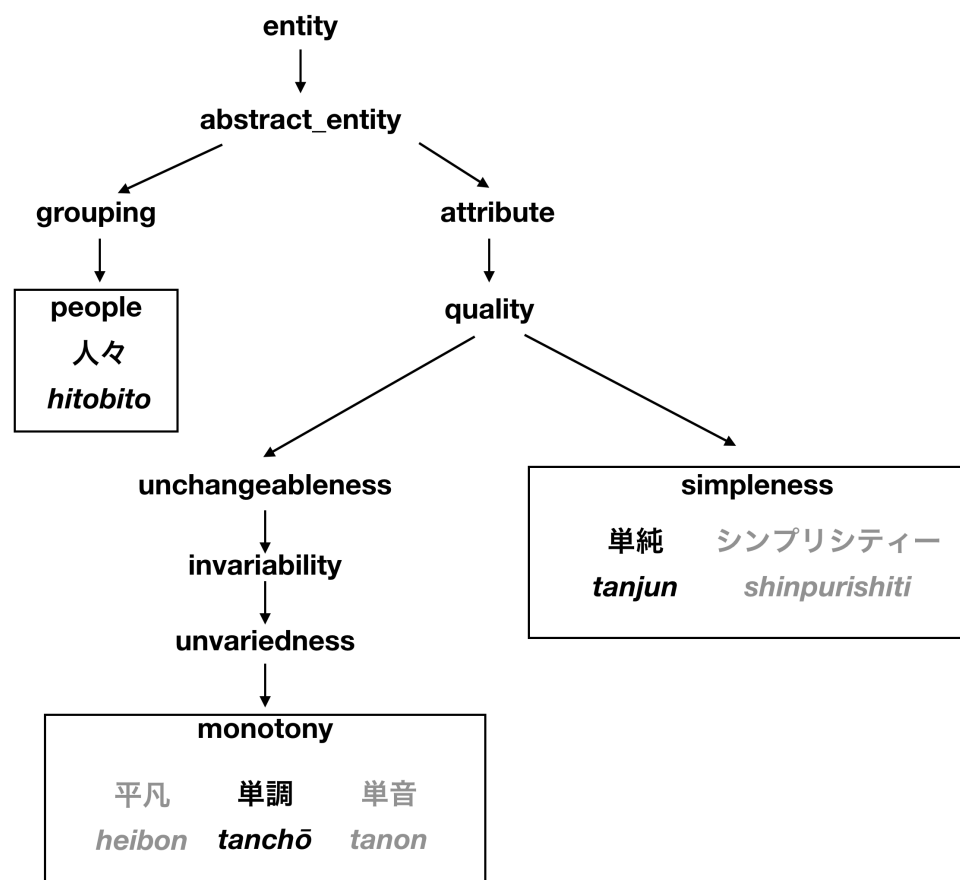 entity
abstract_entity
grouping attribute
people
人々
hitobito
quality
unchangeableness
invariability
unvariedness
simpleness
単純 シンプリシティー
tanjun shinpurishiti
monotony
平凡 単調 単音
heibon tanchō tanon